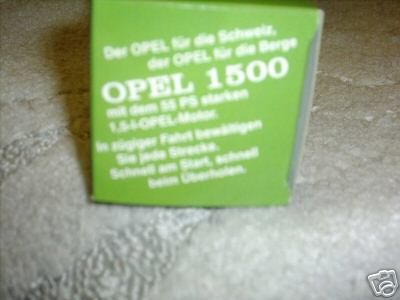 Der OPEL für die Schweiz,
der OPEL für die Berge
OPEL 1500
mit dem 55 PS starken
1,5-l-OPEL-Motor.
In zügiger Fahrt bewältigen
Sie jede Strecke.
Schnell am Start, schnell
beim Überholen.
ebY